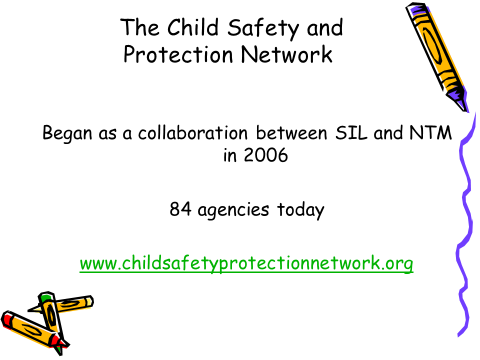 The Child Safety and
Protection Network
Began as a collaboration between SIL and NTM
in 2006
84 agencies today
www.childsafetyprotectionnetwork.org